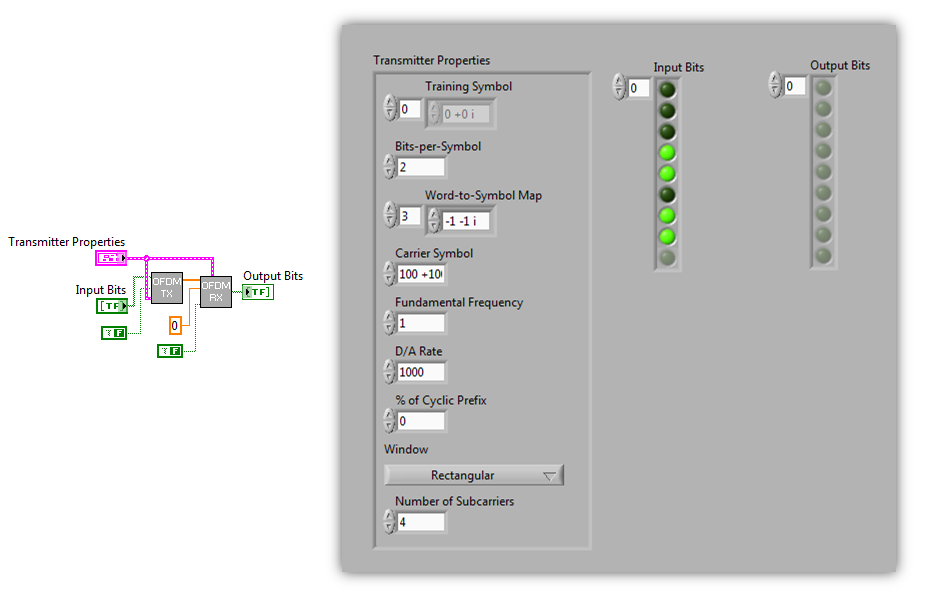 Transmitter Properties
Input Bits
OFDM
TX
OFDM
RX
Output Bits
TF
TF
0
F
F
Transmitter Properties
Training Symbol
0
0 +0 i
Bits-per-Symbol
2
Word-to-Symbol Map
3
-1 -1 i
Carrier Symbol
100 +10
Fundamental Frequency
1
D/A Rate
1000
% of Cyclic Prefix
0
Window
Rectangular
Number of Subcarriers
4
Input Bits
0
Output Bits
0